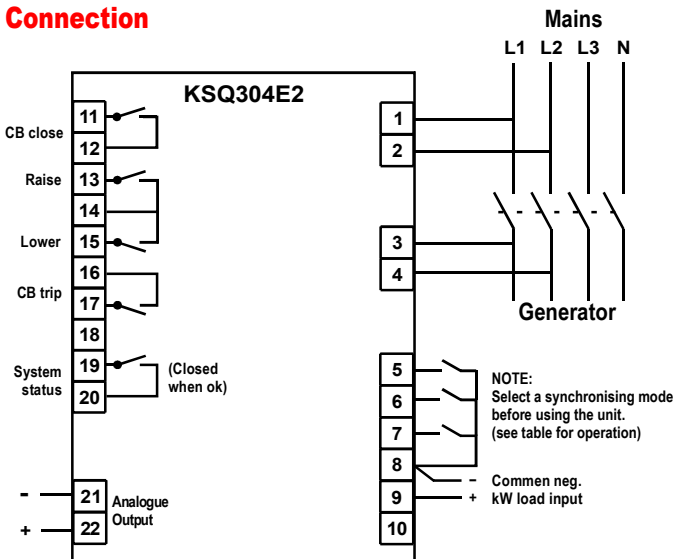 Connection
Mains
L1 L2 L3 N
KSQ304E2
11
CB close
12
Raise 13
14
Lower 15
16
CB trip
17
18
System
status
19
20
(Closed
when ok)
- 21
+ 22
Analogue
Output
1
2
3
4
Generator
5
6
7
8
9
10
NOTE:
Select a synchronising mode
before using the unit.
(see table for operation)
- Commen neg.
+ kW load input